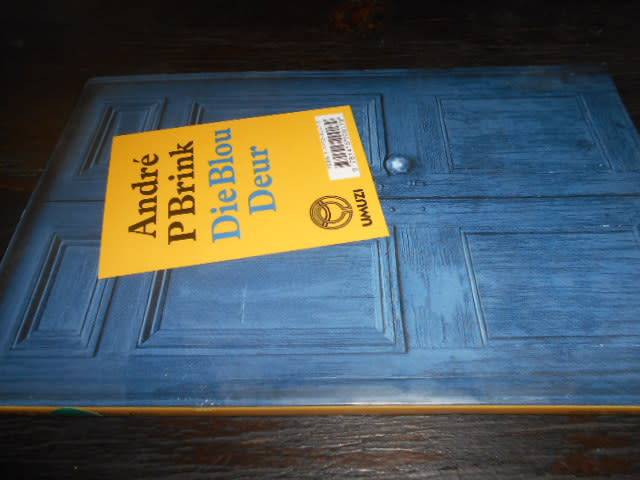 André
P Brink
Die Blou
Deur
UMUZI